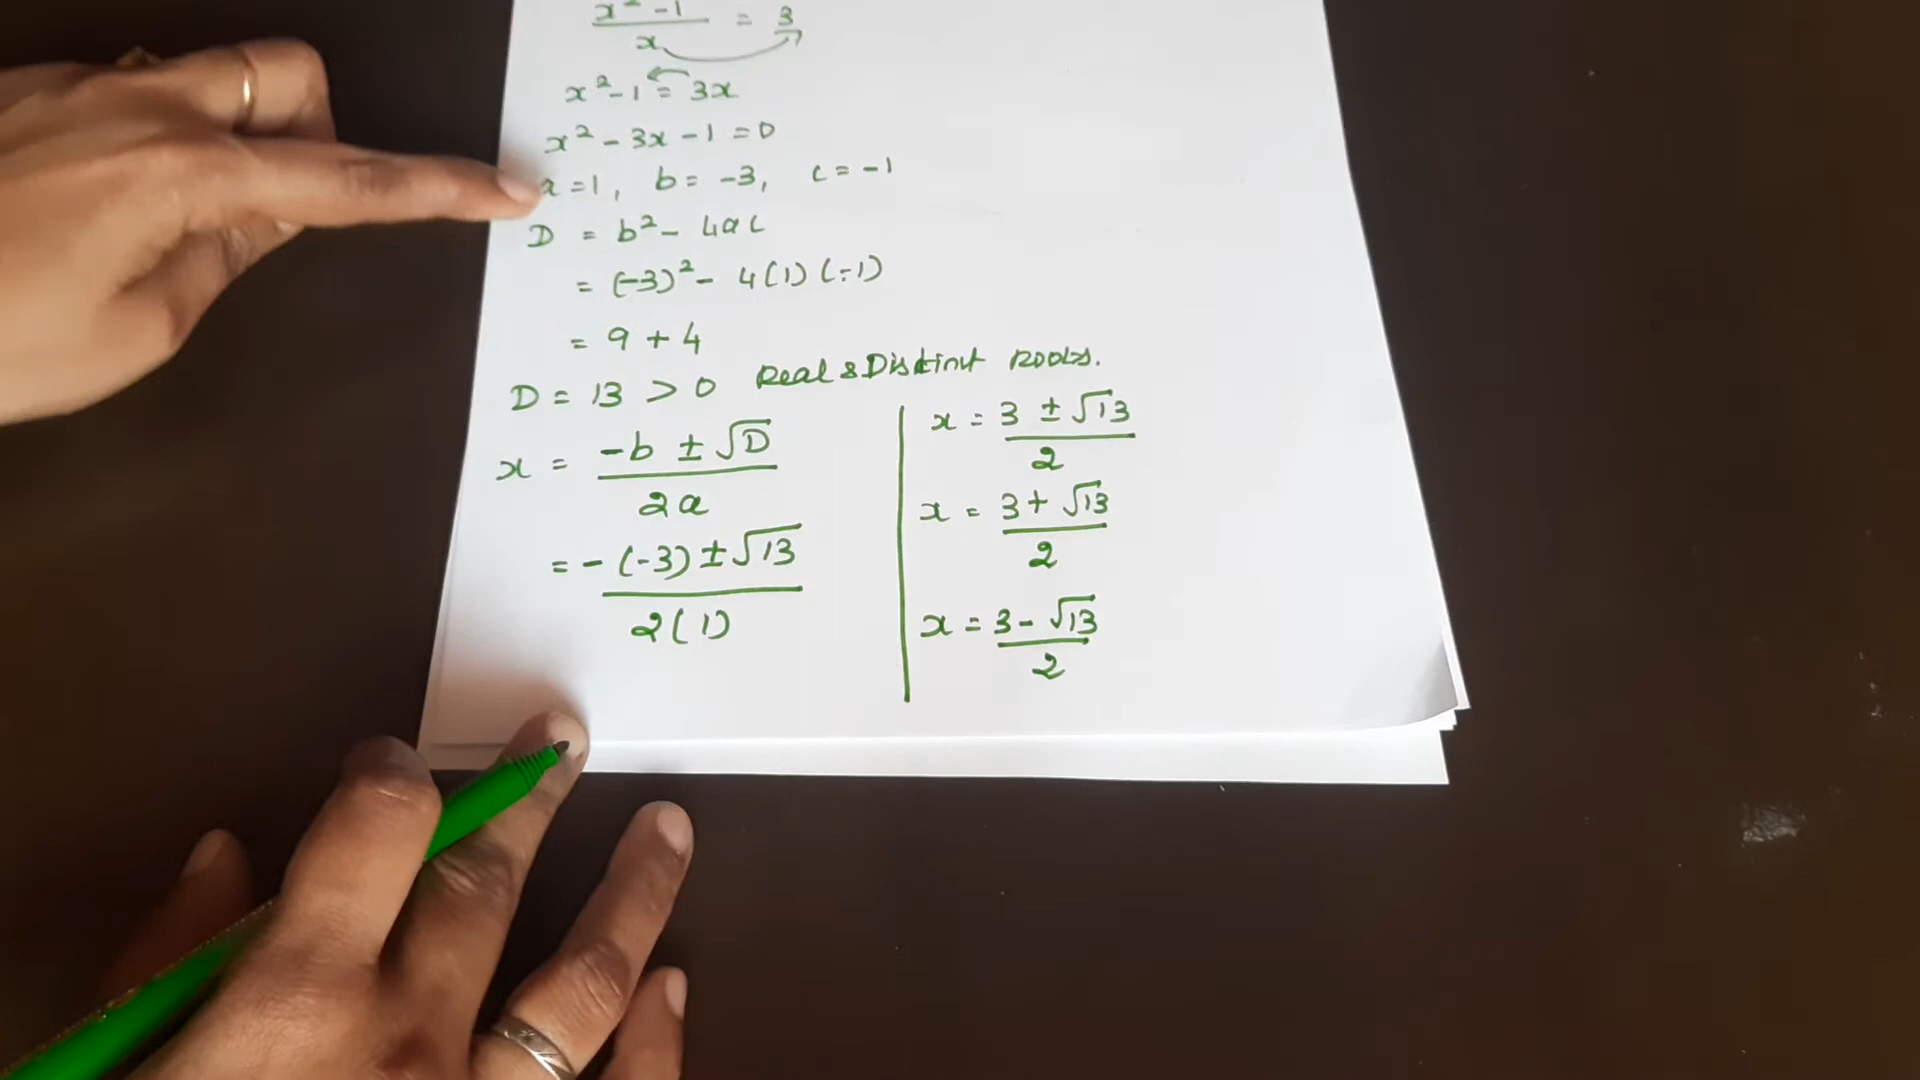 x² - 1 / x = 3
x² - 1 = 3x
x² - 3x - 1 = 0
a = 1, b = -3, c = -1
D = b² - 4ac
= (-3)² - 4(1)(-1)
= 9 + 4
D = 13 > 0 Real & Distinct Roots.
x = -b ± √D / 2a
= -(-3) ± √13 / 2(1)
x = 3 ± √13 / 2
x = 3 + √13 / 2
x = 3 - √13 / 2